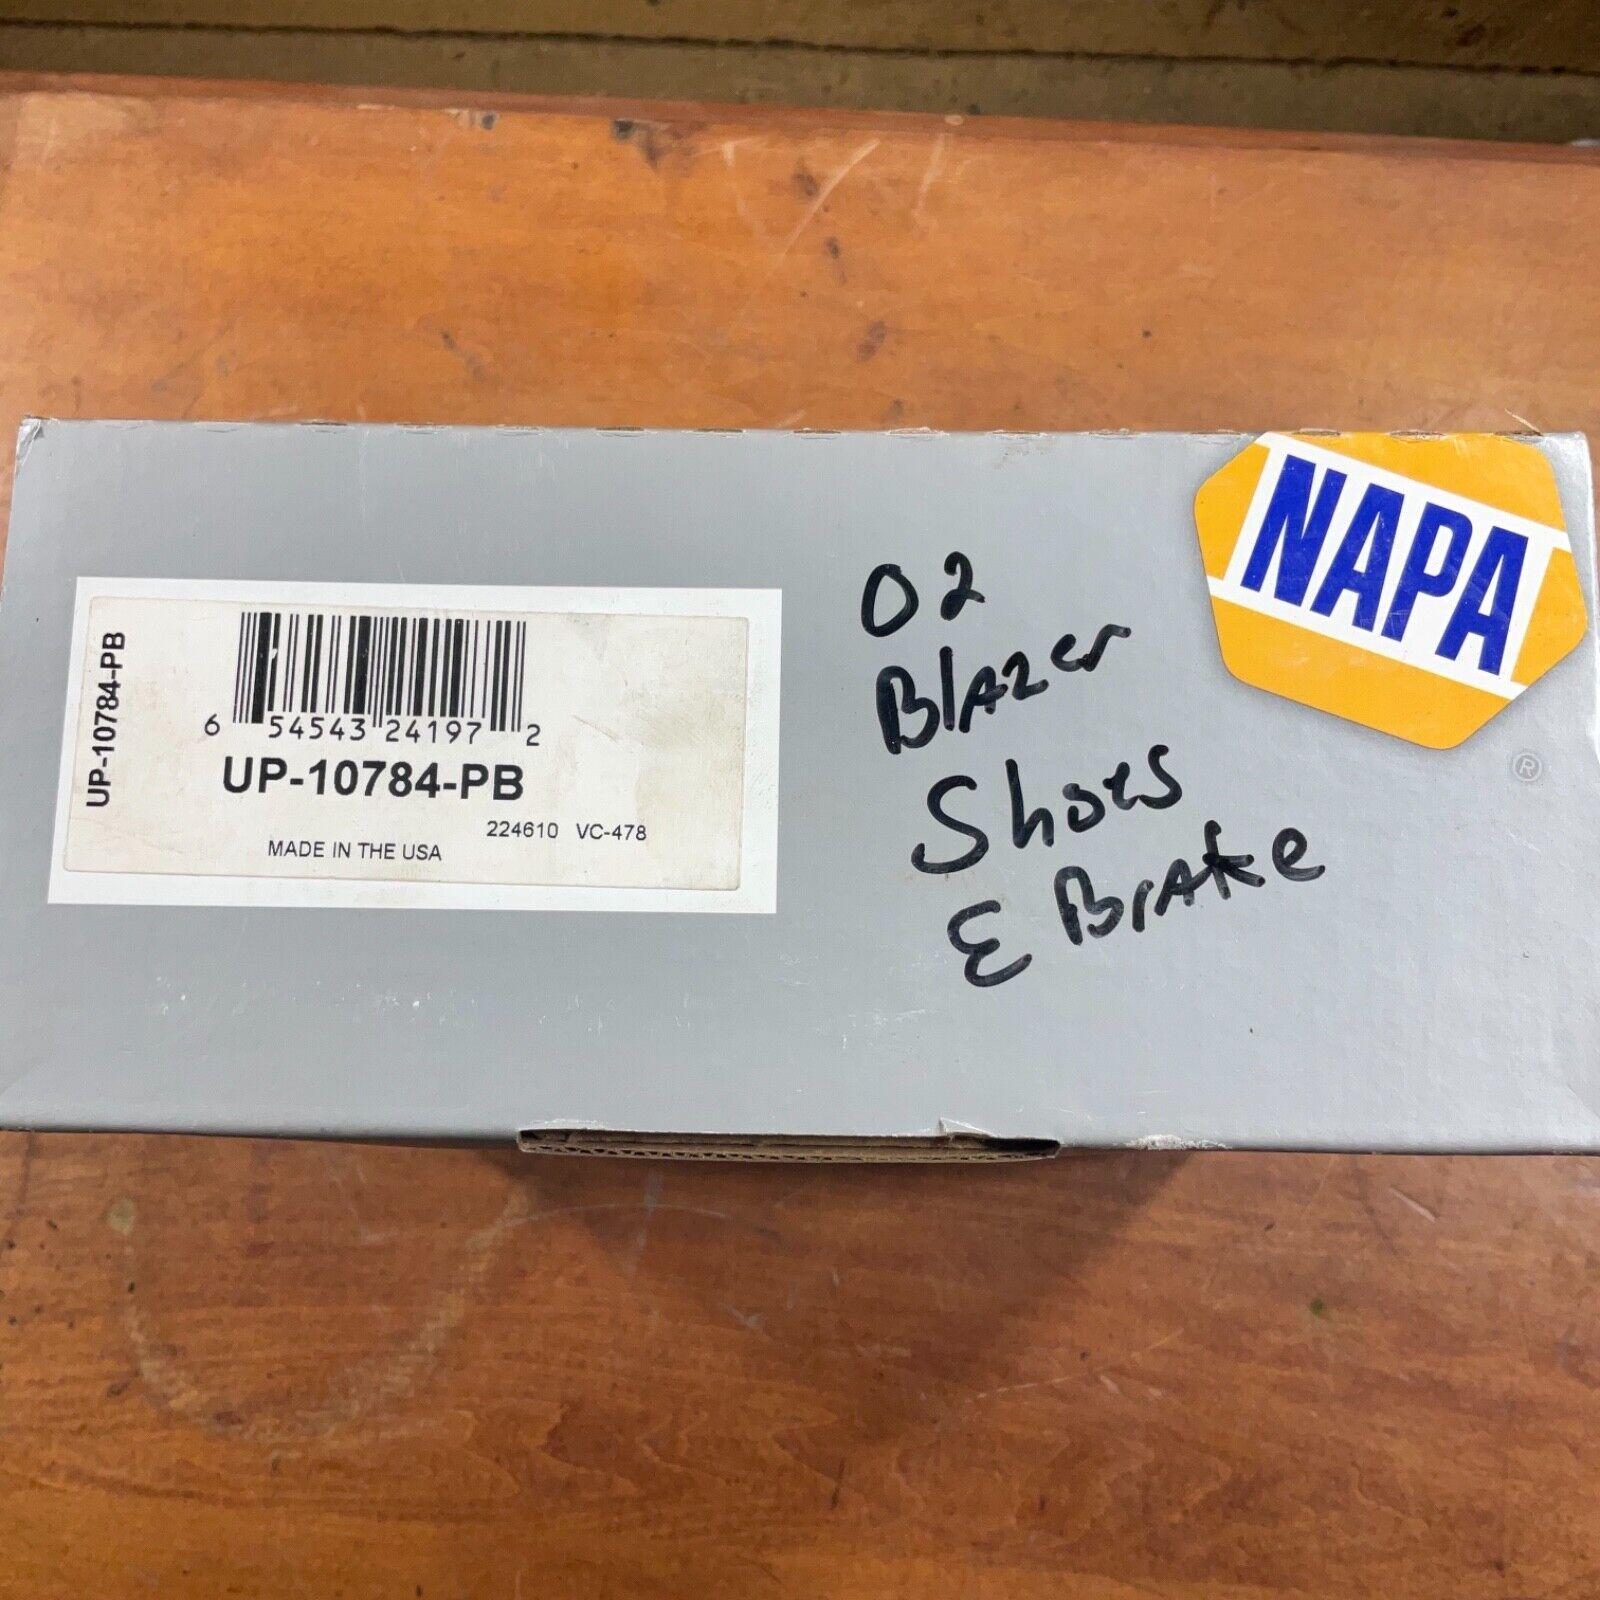 UP-10784-PB
6 54543 24197 2
UP-10784-PB
224610 VC-478
MADE IN THE USA
02
Blazer
Shoes
E Brake
NAPA
®